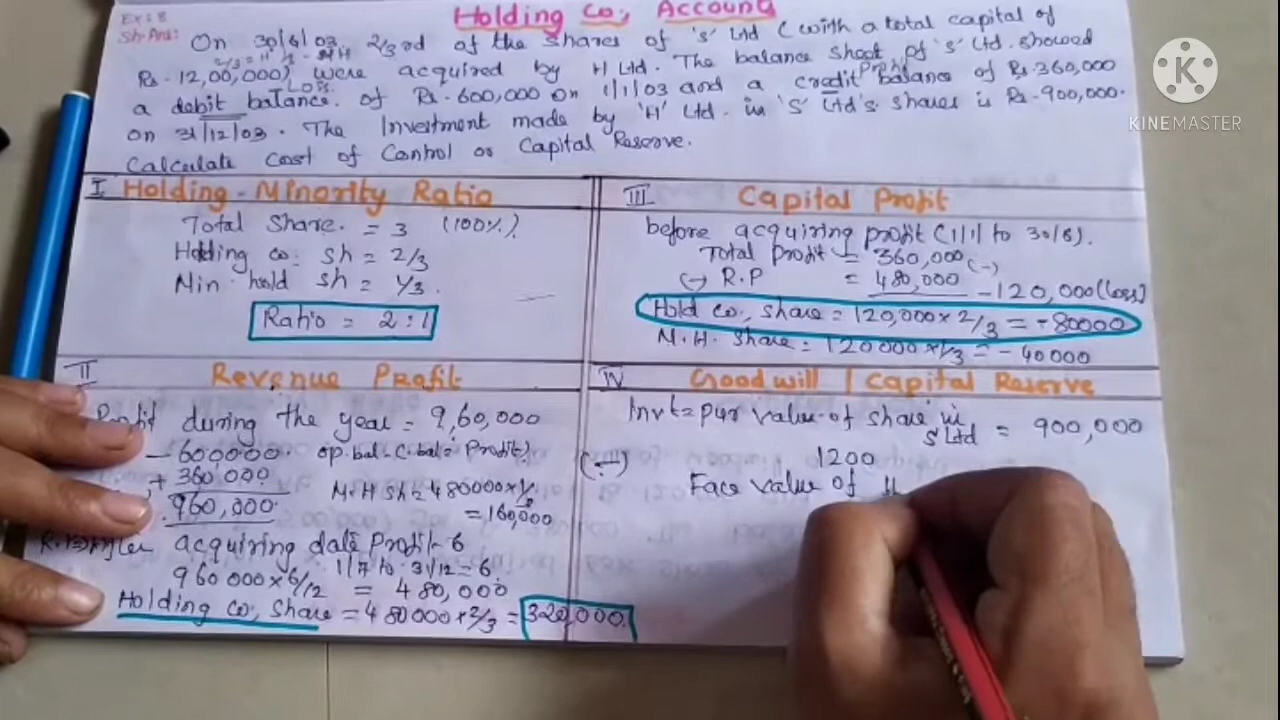 Holding Co; Account
Ex: 8
Sh-Ans:
On 30/6/03 2/3rd of the shares of 'S' Ltd (with a total capital of
Rs. 12,00,000) were acquired by H Ltd. The balance sheet of 'S' Ltd. showed
Loss Profit
a debit balance. of Rs. 600,000 on 1/1/03 and a credit balance of Rs. 360000
on 31/12/03. The Investment made by 'H' Ltd. in 'S' Ltd's shares is Rs. 900,000.
Calculate Cost of Control or Capital Reserve.
I Holding - Minority Ratio
Total Share. = 3 (100%).
Holding co: sh = 2/3
Min. hold sh = 1/3.
Ratio = 2:1
II Revenue Profit
Profit during the year = 9,60,000
- 600000. op.bal - C.bal = Profit)
+ 360 000
960,000
M.H Sh = 480000 x 1/3
= 160,000
acquiring date Profit - 6
1/7 to 31/12 = 6
960 000 x 6/12 = 480,000
Holding co; share = 480000 x 2/3 = 320,000.
III Capital Profit
before acquiring profit (1/1 to 30/6).
Total Profit = 360,000 (-)
(-) R.P = 480,000 - 120,000 (loss)
Hold co; share = 120,000 x 2/3 = - 80000
M.H. Share = 120000 x 1/3 = - 40000
IV Goodwill / Capital Reserve
Invt = pur value of share in
S Ltd = 900,000
(-) 1200
Face value of
KINEMASTER